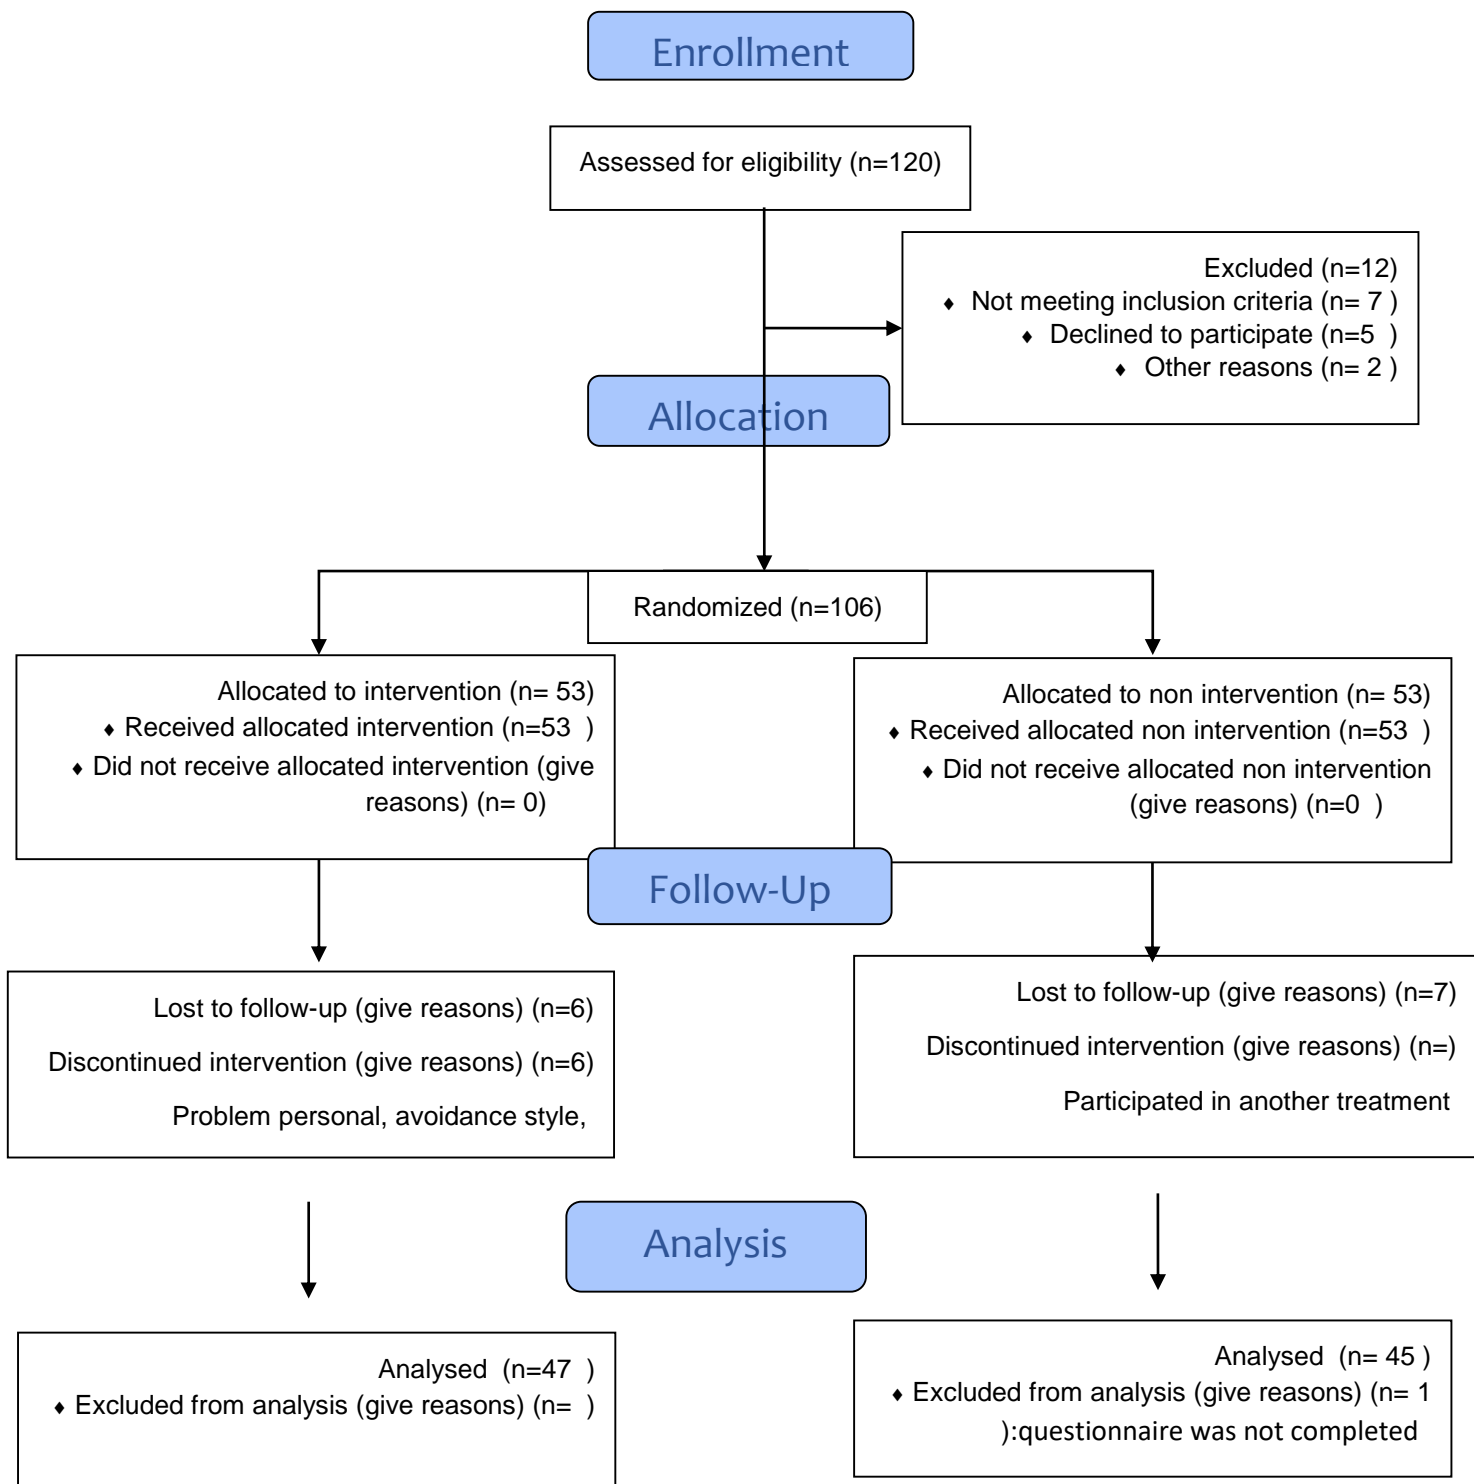 Enrollment
Assessed for eligibility (n=120)
Excluded (n=12)
♦ Not meeting inclusion criteria (n= 7 )
♦ Declined to participate (n=5 )
♦ Other reasons (n= 2 )
Allocation
Randomized (n=106)
Allocated to intervention (n= 53)
♦ Received allocated intervention (n=53 )
♦ Did not receive allocated intervention (give
reasons) (n= 0)
Allocated to non intervention (n= 53)
♦ Received allocated non intervention (n=53 )
♦ Did not receive allocated non intervention
(give reasons) (n=0 )
Follow-Up
Lost to follow-up (give reasons) (n=6)
Discontinued intervention (give reasons) (n=6)
Problem personal, avoidance style,
Lost to follow-up (give reasons) (n=7)
Discontinued intervention (give reasons) (n=)
Participated in another treatment
Analysis
Analysed (n=47 )
♦ Excluded from analysis (give reasons) (n= )
Analysed (n= 45 )
♦ Excluded from analysis (give reasons) (n= 1
):questionnaire was not completed